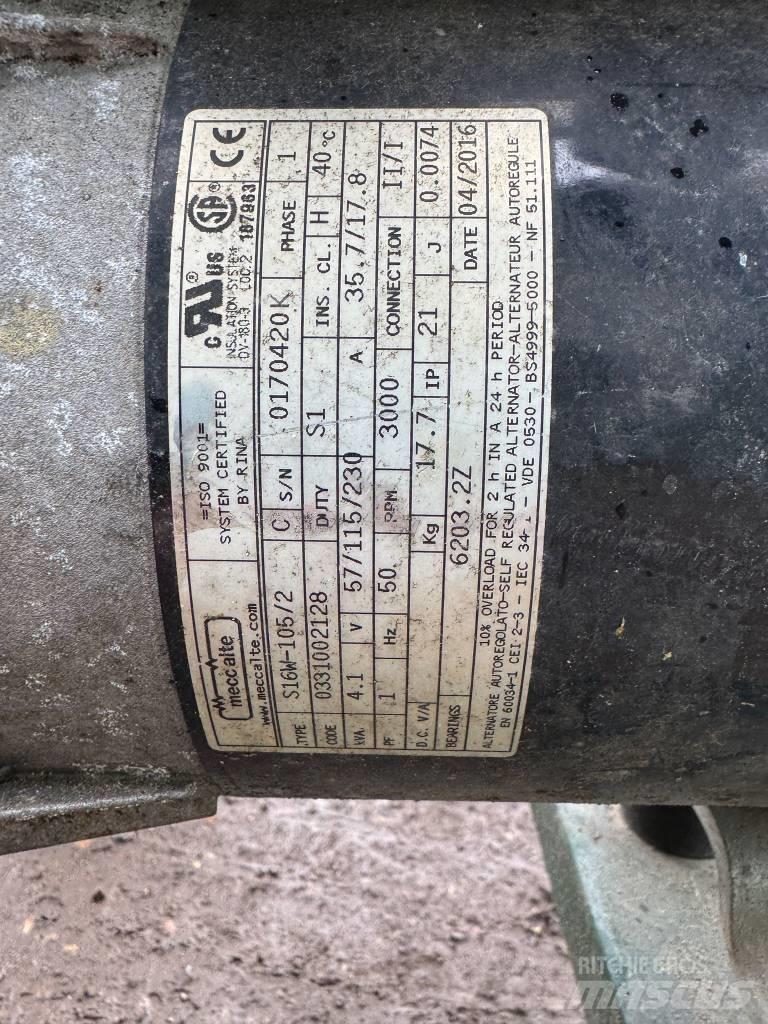 meccalte
www.meccalte.com
=ISO 9001=
SYSTEM CERTIFIED
BY RINA
C UL US ®
INSULATION SYSTEM
OV-180-3 LOC.2
SA ®
187963
CE
TYPE S16W-105/2 C S/N 0170420K PHASE 1
CODE 0331002128 DUTY S1 INS. CL. H 40°C
KVA 4.1 V 57/115/230 A 35.7/17.8
PF 1 Hz 50 RPM 3000 CONNECTION II/I
D.C. V/A Kg 17.7 IP 21 J 0.0074
BEARINGS 6203.2Z DATE 04/2016
10% OVERLOAD FOR 2 h IN A 24 h PERIOD
ALTERNATORE AUTOREGOLATO-SELF REGULATED ALTERNATOR-ALTERNATEUR AUTOREGULE
EN 60034-1 CEI 2-3 - IEC 34- - VDE 0530- BS4999-5000 - NF 51.111
RITCHIE BROS
MASCUS